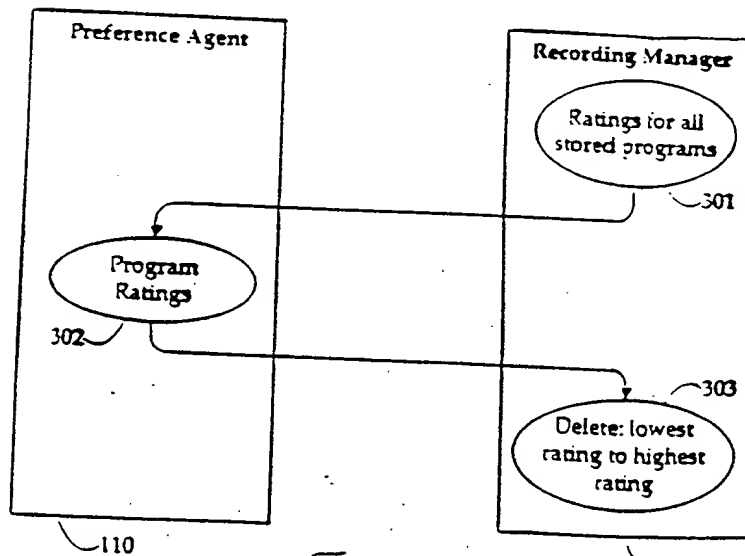 Preference Agent
Recording Manager
Ratings for all
stored programs
301
Program
Ratings
302
303
Delete: lowest
rating to highest
rating
110